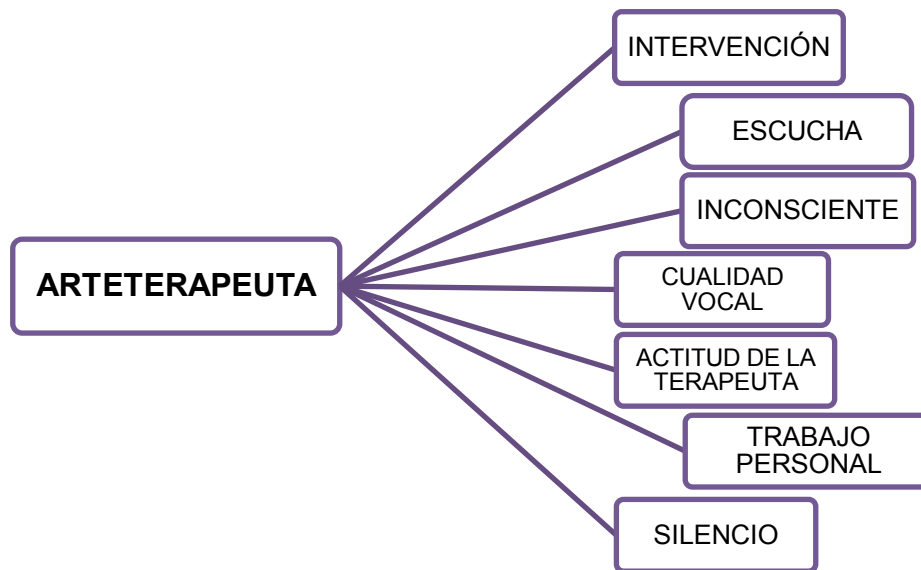 INTERVENCIÓN
ESCUCHA
INCONSCIENTE
ARTETERAPEUTA
CUALIDAD
VOCAL
ACTITUD DE LA
TERAPEUTA
TRABAJO
PERSONAL
SILENCIO